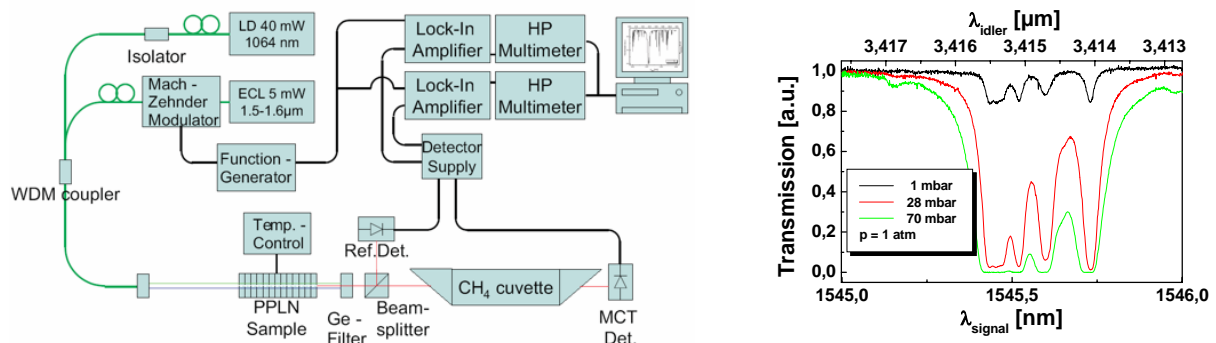 LD 40 mW
1064 nm
Isolator
Mach -
Zehnder
Modulator
ECL 5 mW
1.5-1.6µm
Function -
Generator
WDM coupler
Lock-In
Amplifier
HP
Multimeter
Lock-In
Amplifier
HP
Multimeter
Detector
Supply
Temp. -
Control
Ref.Det.
PPLN
Sample
Ge -
Filter
Beam-
splitter
CH4 cuvette
MCT
Det.
λidler [µm]
3,417 3,416 3,415 3,414 3,413
Transmission [a.u.]
1,0
0,8
0,6
0,4
0,2
0,0
1 mbar
28 mbar
70 mbar
p = 1 atm
1545,0 1545,5 1546,0
λsignal [nm]